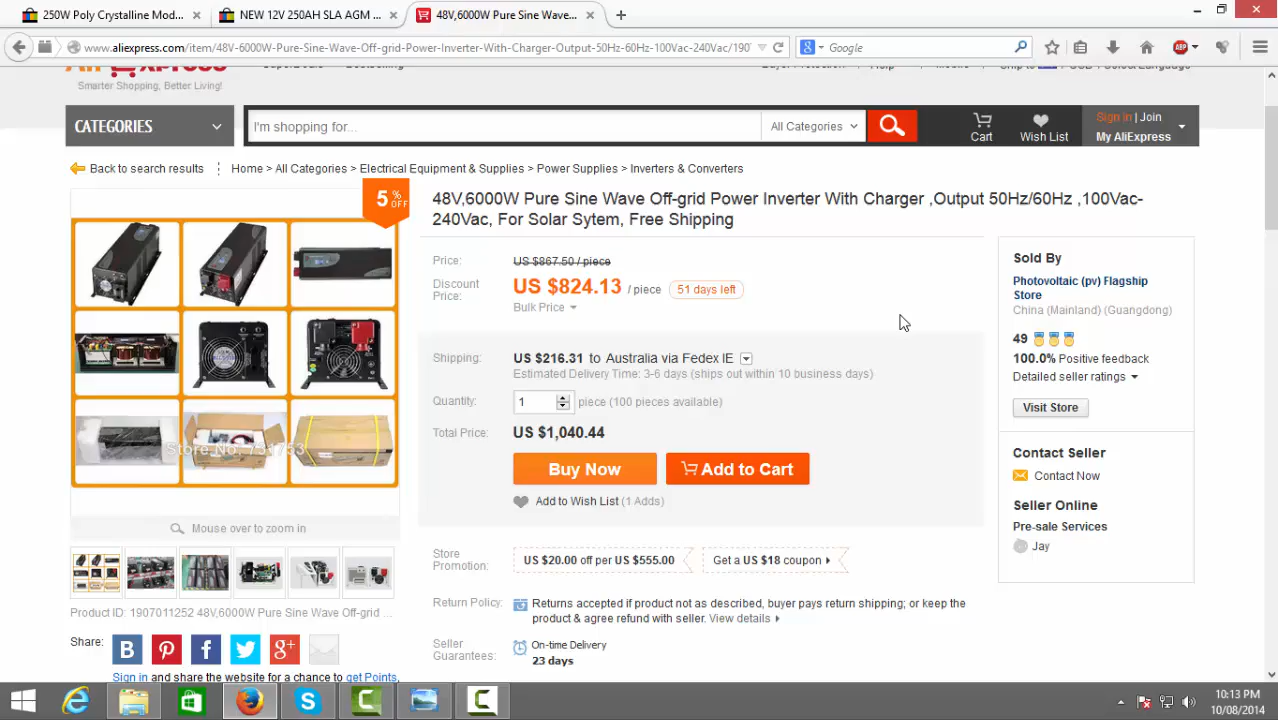 250W Poly Crystalline Mod... ×
NEW 12V 250AH SLA AGM ... ×
48V,6000W Pure Sine Wave... ×
www.aliexpress.com/item/48V-6000W-Pure-Sine-Wave-Off-grid-Power-Inverter-With-Charger-Output-50Hz-60Hz-100Vac-240Vac/190
Google
ABP
Smarter Shopping, Better Living!
CATEGORIES
I'm shopping for...
All Categories
Cart
Wish List
Sign in | Join
My AliExpress
Back to search results
Home > All Categories > Electrical Equipment & Supplies > Power Supplies > Inverters & Converters
5 % OFF
48V,6000W Pure Sine Wave Off-grid Power Inverter With Charger ,Output 50Hz/60Hz ,100Vac-
240Vac, For Solar Sytem, Free Shipping
Price: US $867.50 / piece
Discount
Price:
US $824.13 / piece 51 days left
Bulk Price
Shipping: US $216.31 to Australia via Fedex IE
Estimated Delivery Time: 3-6 days (ships out within 10 business days)
Quantity: 1 piece (100 pieces available)
Total Price: US $1,040.44
Buy Now
Add to Cart
Add to Wish List (1 Adds)
Store
Promotion:
US $20.00 off per US $555.00
Get a US $18 coupon
Return Policy: Returns accepted if product not as described, buyer pays return shipping; or keep the
product & agree refund with seller. View details
Seller
Guarantees:
On-time Delivery
23 days
Sold By
Photovoltaic (pv) Flagship
Store
China (Mainland) (Guangdong)
49
100.0% Positive feedback
Detailed seller ratings
Visit Store
Contact Seller
Contact Now
Seller Online
Pre-sale Services
Jay
Store No: 731753
Mouse over to zoom in
Product ID: 1907011252 48V,6000W Pure Sine Wave Off-grid ...
Share:
B
Sign in and share the website for a chance to get Points,
10:13 PM
10/08/2014